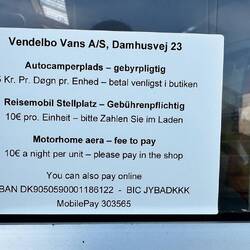 Vendelbo Vans A/S, Damhusvej 23
Autocamperplads – gebyrpligtig
5 Kr. Pr. Døgn pr. Enhed – betal venligst i butiken
Reisemobil Stellplatz – Gebührenpflichtig
10€ pro. Einheit – bitte Zahlen Sie im Laden
Motorhome aera – fee to pay
10€ a night per unit – please pay in the shop
You can also pay online
BAN DK9050590001186122 - BIC JYBADKKK
MobilePay 303565